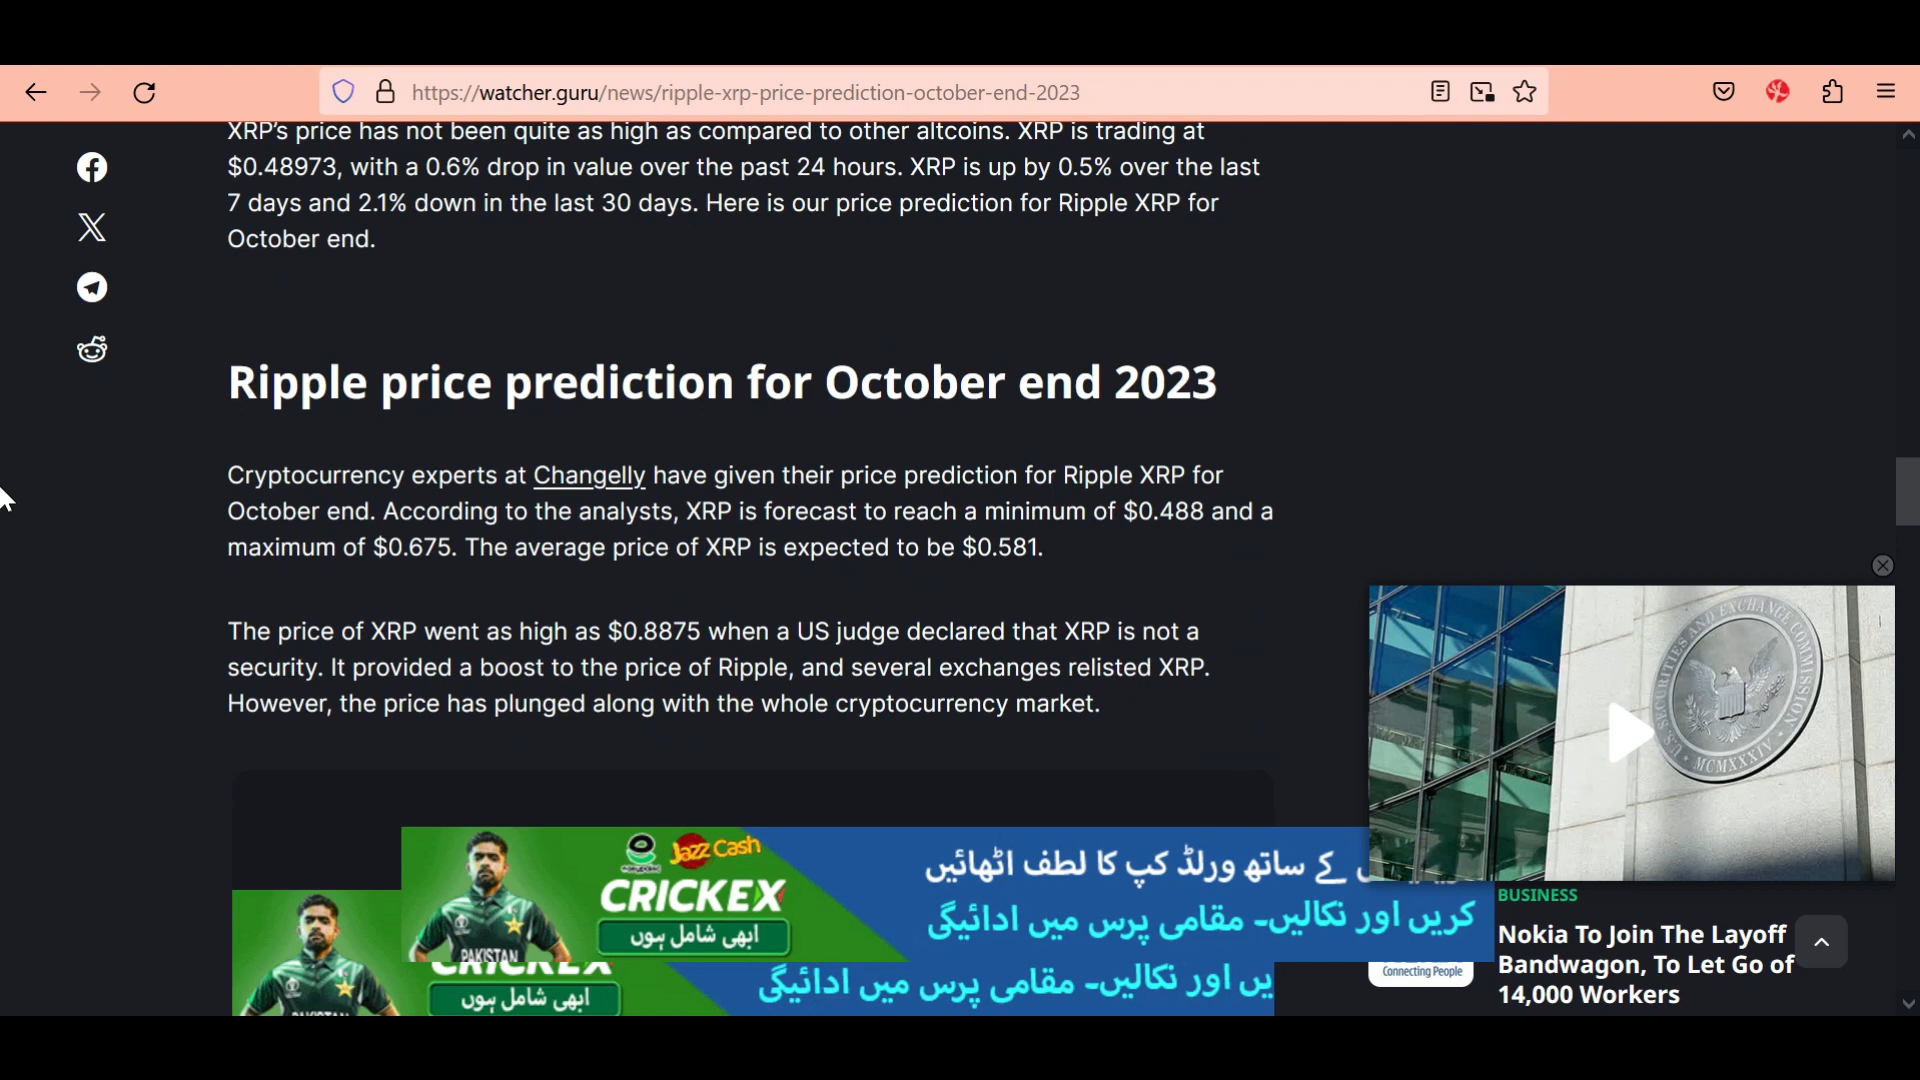 https://watcher.guru/news/ripple-xrp-price-prediction-october-end-2023
XRP's price has not been quite as high as compared to other altcoins. XRP is trading at
$0.48973, with a 0.6% drop in value over the past 24 hours. XRP is up by 0.5% over the last
7 days and 2.1% down in the last 30 days. Here is our price prediction for Ripple XRP for
October end.
Ripple price prediction for October end 2023
Cryptocurrency experts at Changelly have given their price prediction for Ripple XRP for
October end. According to the analysts, XRP is forecast to reach a minimum of $0.488 and a
maximum of $0.675. The average price of XRP is expected to be $0.581.
The price of XRP went as high as $0.8875 when a US judge declared that XRP is not a
security. It provided a boost to the price of Ripple, and several exchanges relisted XRP.
However, the price has plunged along with the whole cryptocurrency market.
U.S. SECURITIES AND EXCHANGE COMMISSION
MCMXXXIV
Jazz Cash
CRICKEX
ابھی شامل ہوں
کے ساتھ ورلڈ کپ کا لطف اٹھائیں
کریں اور نکالیں۔ مقامی پرس میں ادائیگی
PAKISTAN
CRICKEX
ابھی شامل ہوں
یں اور نکالیں۔ مقامی پرس میں ادائیگی
PAKISTAN
Connecting People
BUSINESS
Nokia To Join The Layoff
Bandwagon, To Let Go of
14,000 Workers